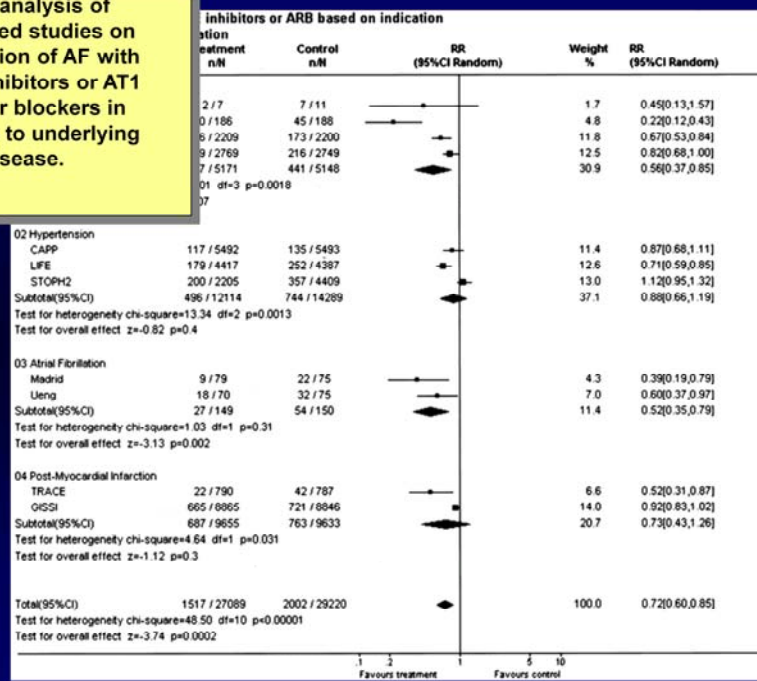 analysis of
ed studies on
ion of AF with
hibitors or AT1
r blockers in
to underlying
sease.
inhibitors or ARB based on indication
ation
eatment Control RR Weight RR
n/N n/N (95%CI Random) % (95%CI Random)
2 / 7 7 / 11 1.7 0.45[0.13,1.57]
0 / 186 45 / 188 4.8 0.22[0.12,0.43]
6 / 2209 173 / 2200 11.8 0.67[0.53,0.84]
9 / 2769 216 / 2749 12.5 0.82[0.68,1.00]
7 / 5171 441 / 5148 30.9 0.56[0.37,0.85]
01 df=3 p=0.0018
07
02 Hypertension
CAPP 117 / 5492 135 / 5493 11.4 0.87[0.68,1.11]
LIFE 179 / 4417 252 / 4387 12.6 0.71[0.59,0.85]
STOPH2 200 / 2205 357 / 4409 13.0 1.12[0.95,1.32]
Subtotal(95%CI) 496 / 12114 744 / 14289 37.1 0.88[0.66,1.19]
Test for heterogeneity chi-square=13.34 df=2 p=0.0013
Test for overall effect z=-0.82 p=0.4
03 Atrial Fibrillation
Madrid 9 / 79 22 / 75 4.3 0.39[0.19,0.79]
Ueng 18 / 70 32 / 75 7.0 0.60[0.37,0.97]
Subtotal(95%CI) 27 / 149 54 / 150 11.4 0.52[0.35,0.79]
Test for heterogeneity chi-square=1.03 df=1 p=0.31
Test for overall effect z=-3.13 p=0.002
04 Post-Myocardial Infarction
TRACE 22 / 790 42 / 787 6.6 0.52[0.31,0.87]
GISSI 665 / 8865 721 / 8846 14.0 0.92[0.83,1.02]
Subtotal(95%CI) 687 / 9655 763 / 9633 20.7 0.73[0.43,1.26]
Test for heterogeneity chi-square=4.64 df=1 p=0.031
Test for overall effect z=-1.12 p=0.3
Total(95%CI) 1517 / 27089 2002 / 29220 100.0 0.72[0.60,0.85]
Test for heterogeneity chi-square=48.50 df=10 p<0.00001
Test for overall effect z=-3.74 p=0.0002
.1 .2 1 5 10
Favours treatment Favours control